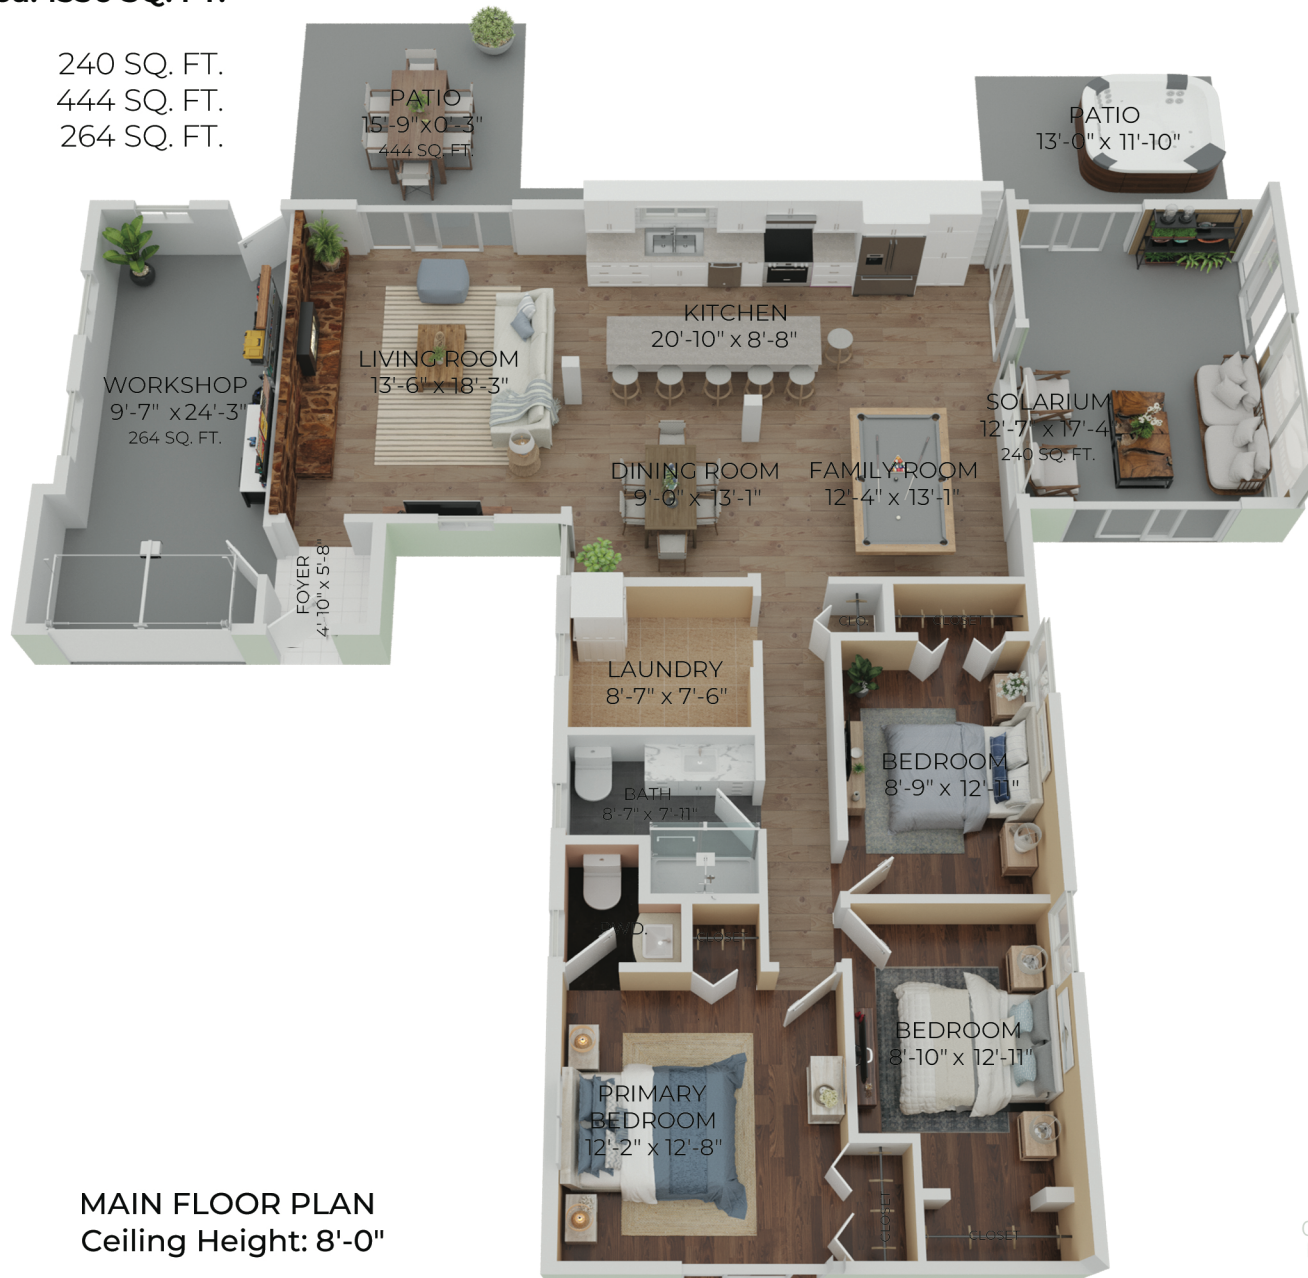 240 SQ. FT.
444 SQ. FT.
264 SQ. FT.
PATIO
15'-9"x0'-3"
444 SQ. FT.
PATIO
13'-0" x 11'-10"
KITCHEN
20'-10" x 8'-8"
LIVING ROOM
13'-6" x 18'-3"
WORKSHOP
9'-7" x 24'-3"
264 SQ. FT.
SOLARIUM
12'-7" x 17'-4
240 SQ. FT.
DINING ROOM
9'-0" x 13'-1"
FAMILY ROOM
12'-4" x 13'-1"
FOYER
4' 10" x 5'-8"
CLO.
CLOSET
LAUNDRY
8'-7" x 7'-6"
BEDROOM
8'-9" x 12'-11"
BATH
8'-7" x 7'-11"
CLOSET
BEDROOM
8'-10" x 12'-11"
PRIMARY
BEDROOM
12'-2" x 12'-8"
CLOSET
CLOSET
MAIN FLOOR PLAN
Ceiling Height: 8'-0"